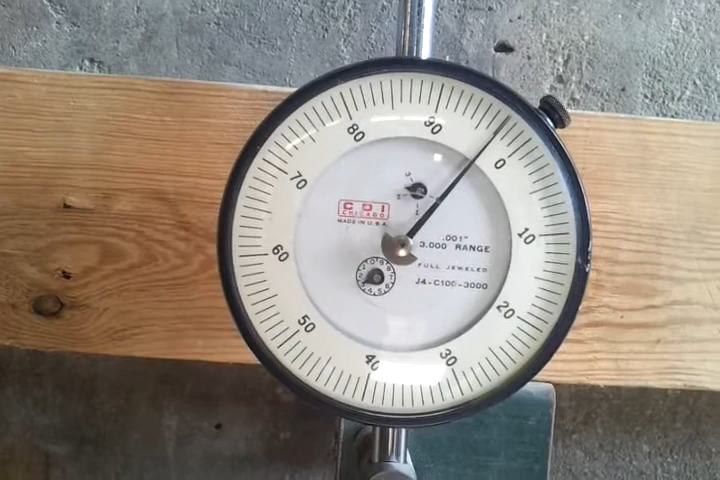 90
80
0
70
CDI
CHICAGO
MADE IN U.S.A.
.001"
3.000 RANGE
10
60
FULL JEWELED
J4-C100-3000
20
50
30
40